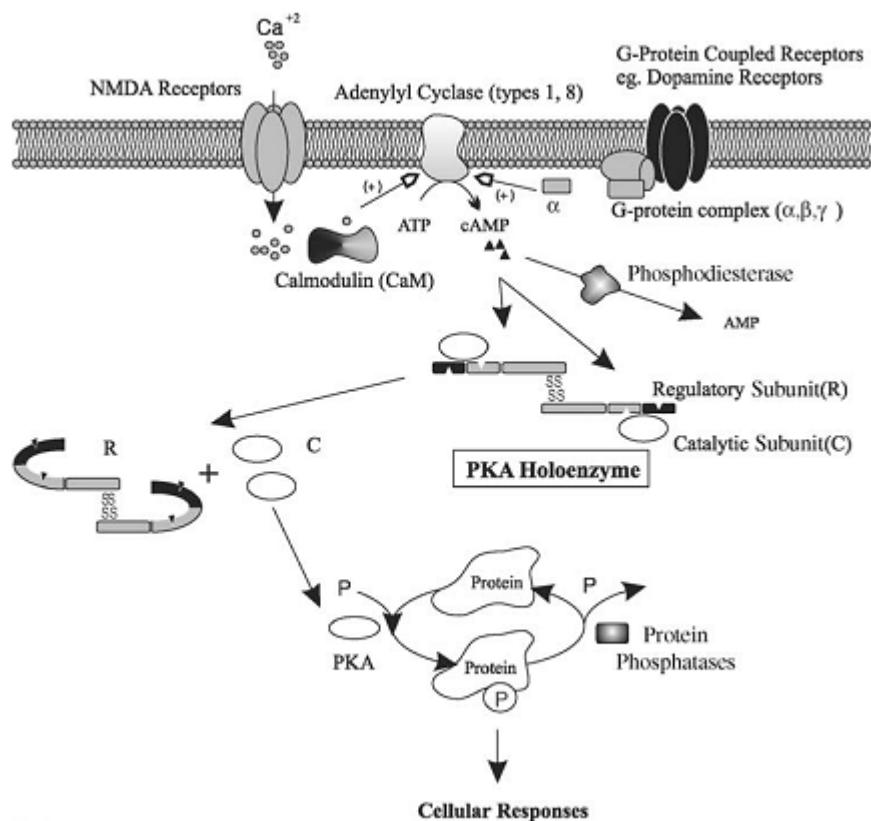 Ca+2
G-Protein Coupled Receptors
eg. Dopamine Receptors
NMDA Receptors
Adenylyl Cyclase (types 1, 8)
(+)
(+)
α
ATP
cAMP
G-protein complex (α,β,γ )
Calmodulin (CaM)
Phosphodiesterase
AMP
SS
SS
Regulatory Subunit(R)
Catalytic Subunit(C)
PKA Holoenzyme
R
+
C
SS
SS
P
Protein
P
PKA
Protein
P
Protein
Phosphatases
Cellular Responses